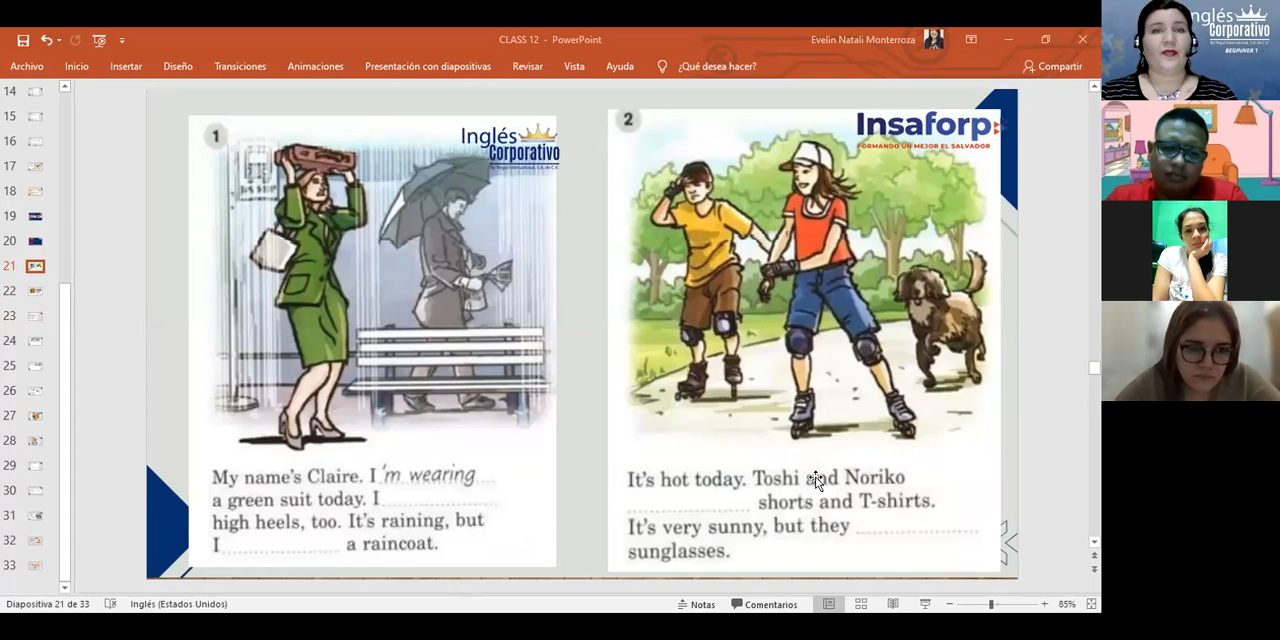 CLASS 12 - PowerPoint
Evelin Natali Monterroza
Archivo Inicio Insertar Diseño Transiciones Animaciones Presentación con diapositivas Revisar Vista Ayuda ¿Qué desea hacer? Compartir
14
15
16
17
18
19
20
21
22
23
24
25
26
27
28
29
30
31
32
33
1
Inglés
Corporativo
My name's Claire. I 'm wearing
a green suit today. I
high heels, too. It's raining, but
I a raincoat.
2
Insaforp
FORMANDO UN MEJOR EL SALVADOR
It's hot today. Toshi and Noriko
shorts and T-shirts.
It's very sunny, but they
sunglasses.
Diapositiva 21 de 33 Inglés (Estados Unidos) Notas Comentarios 85%
Inglés
Corporativo
BEGINNER 1